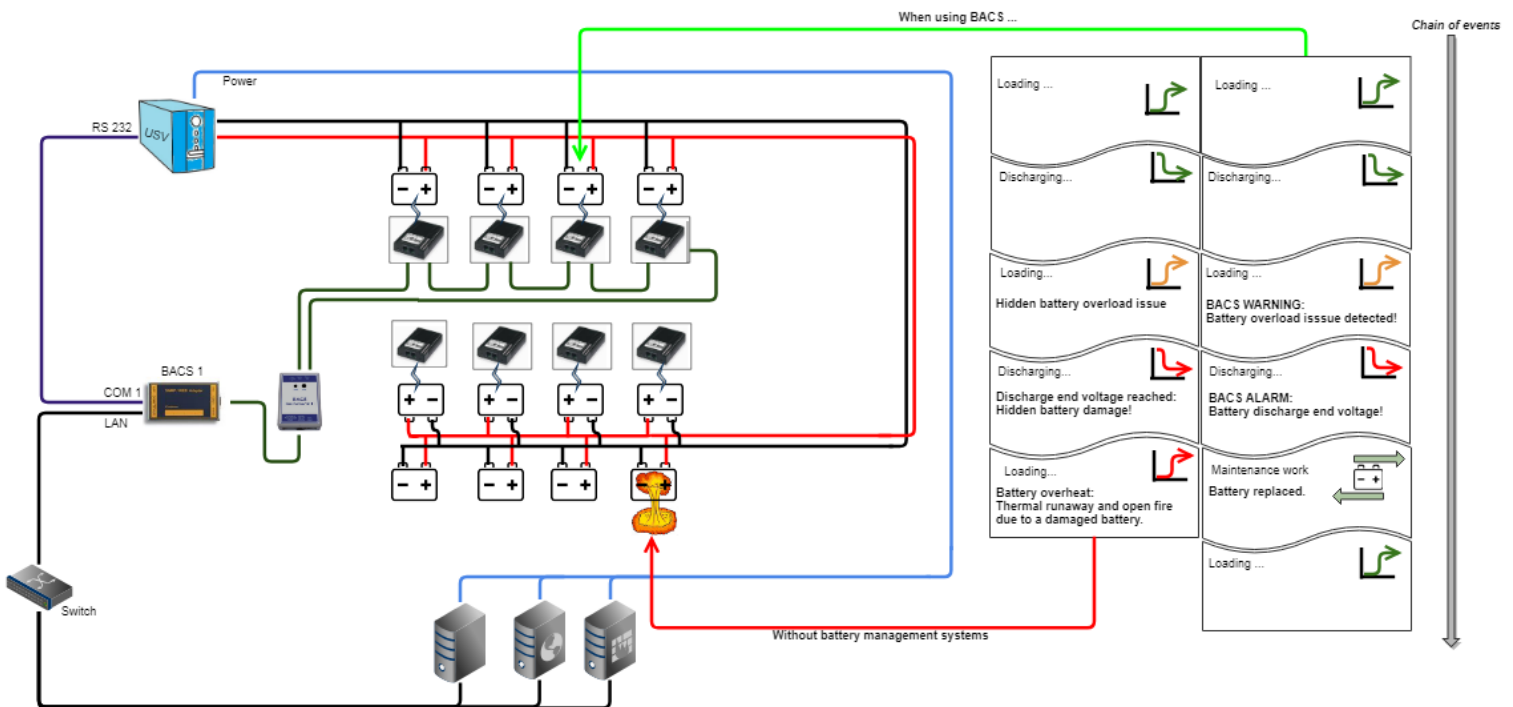 When using BACS ...
Chain of events
Power
RS 232
USV
BACS 1
COM 1
LAN
BACS
Switch
Without battery management systems
Loading ...
Discharging...
Loading...
Hidden battery overload issue
Discharging...
Discharge end voltage reached:
Hidden battery damage!
Loading...
Battery overheat:
Thermal runaway and open fire
due to a damaged battery.
Loading ...
Discharging...
Loading ...
BACS WARNING:
Battery overload isssue detected!
Discharging...
BACS ALARM:
Battery discharge end voltage!
Maintenance work
Battery replaced.
Loading ...